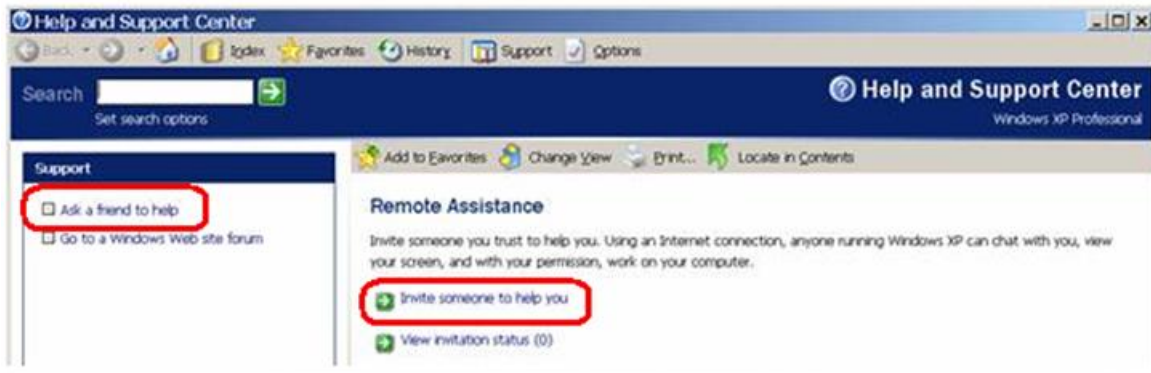 Help and Support Center
Back Index Favorites History Support Options
Search
Help and Support Center
Set search options
Windows XP Professional
Support
Add to Favorites Change View Print... Locate in Contents
Ask a friend to help
Go to a Windows Web site forum
Remote Assistance
Invite someone you trust to help you. Using an Internet connection, anyone running Windows XP can chat with you, view
your screen, and with your permission, work on your computer.
Invite someone to help you
View invitation status (0)